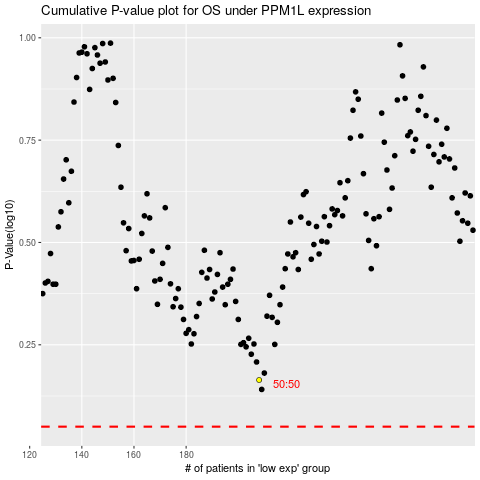 Cumulative P-value plot for OS under PPM1L expression
1.00
0.75
0.50
0.25
P-Value(log10)
50:50
120 140 160 180
# of patients in 'low exp' group